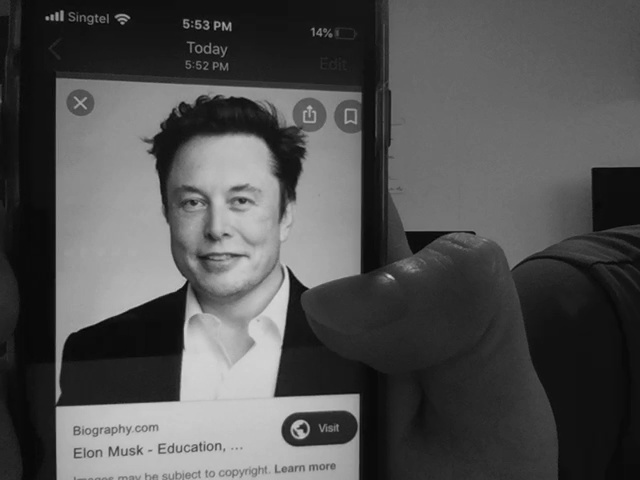 Singtel 5:53 PM 14%
Today
5:52 PM
Edit
Biography.com
Visit
Elon Musk - Education, ...
Images may be subject to copyright. Learn more